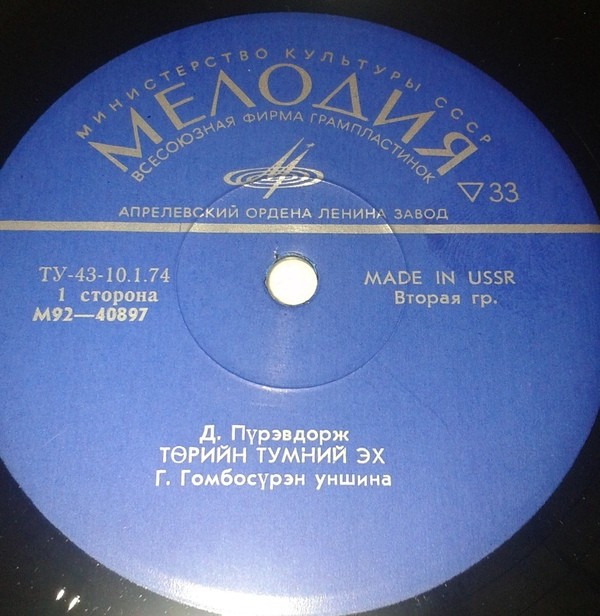 МИНИСТЕРСТВО КУЛЬТУРЫ СССР
МЕЛОДИЯ
ВСЕСОЮЗНАЯ ФИРМА ГРАМПЛАСТИНОК
33
АПРЕЛЕВСКИЙ ОРДЕНА ЛЕНИНА ЗАВОД
ТУ-43-10.1.74
1 сторона
М92—40897
MADE IN USSR
Вторая гр.
Д. Пүрэвдорж
ТӨРИЙН ТУМНИЙ ЭХ
Г. Гомбосүрэн уншина